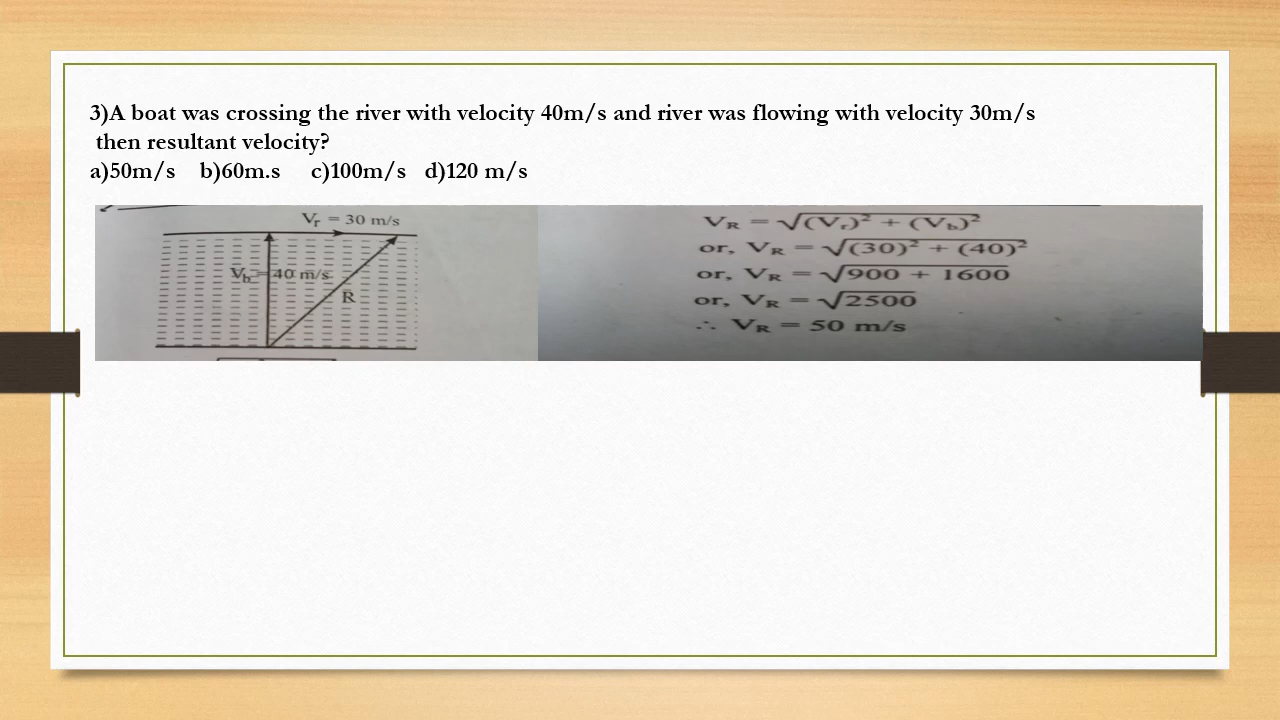 3)A boat was crossing the river with velocity 40m/s and river was flowing with velocity 30m/s
then resultant velocity?
a)50m/s b)60m.s c)100m/s d)120 m/s
Vr = 30 m/s
Vb = 40 m/s
R
VR = √(Vr)² + (Vb)²
or, VR = √(30)² + (40)²
or, VR = √900 + 1600
or, VR = √2500
∴ VR = 50 m/s